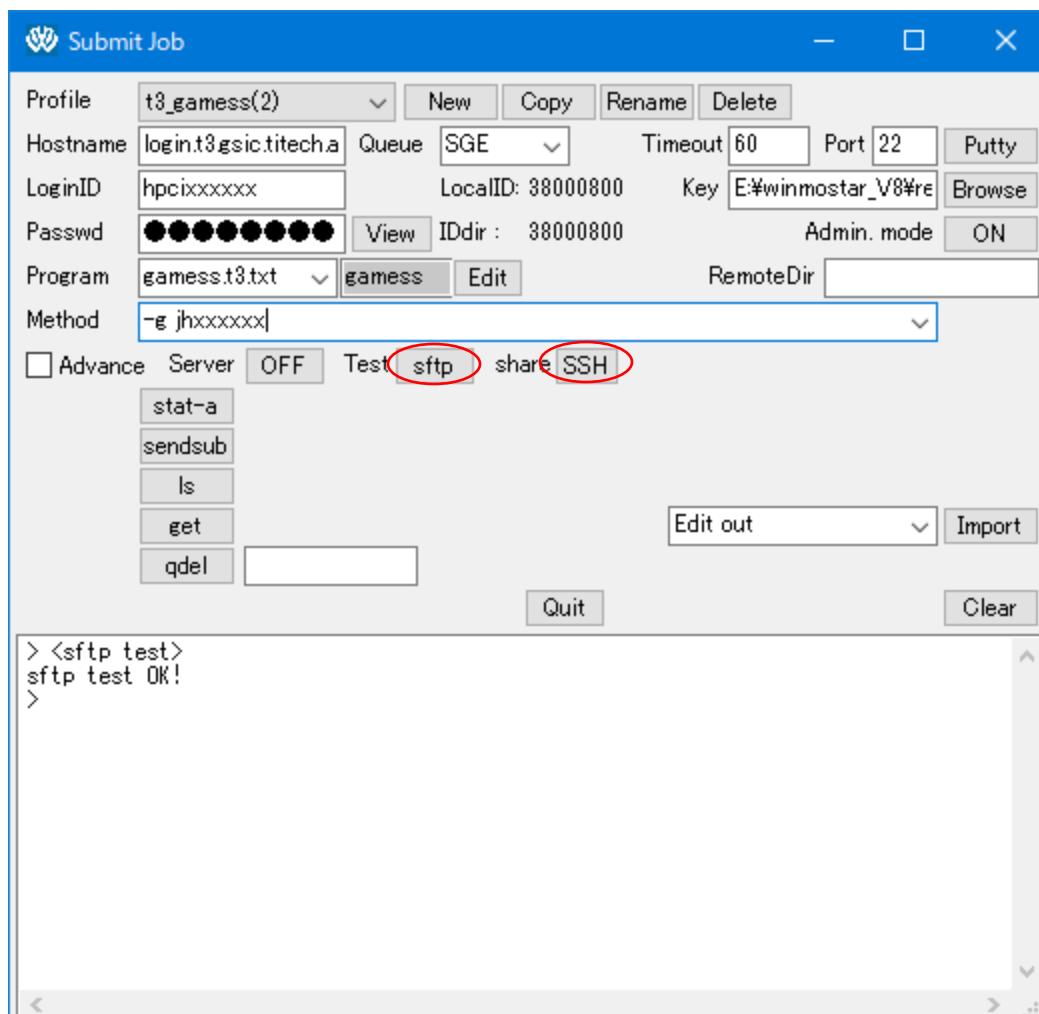 Submit Job
Profile t3_gamess(2) New Copy Rename Delete
Hostname login.t3.gsic.titech.a Queue SGE Timeout 60 Port 22 Putty
LoginID hpcixxxxxx LocalID: 38000800 Key E:¥winmostar_V8¥re Browse
Passwd ●●●●●●●● View IDdir : 38000800 Admin. mode ON
Program gamess.t3.txt gamess Edit RemoteDir
Method -g jhxxxxxx
Advance Server OFF Test sftp share SSH
stat-a
sendsub
ls
get Edit out Import
qdel
Quit Clear
> <sftp test>
sftp test OK!
>